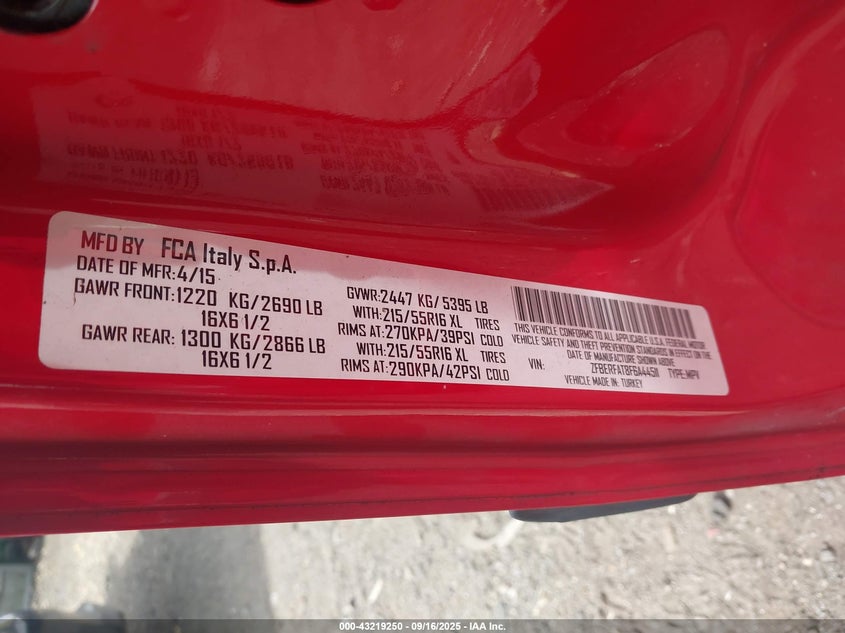 MFD BY FCA Italy S.p.A.
DATE OF MFR:4/15
GAWR FRONT:1220 KG/2690 LB
16X6 1/2
GAWR REAR: 1300 KG/2866 LB
16X6 1/2
GVWR:2447 KG/5395 LB
WITH:215/55R16 XL TIRES
RIMS AT:270KPA/39PSI COLD
WITH:215/55R16 XL TIRES
RIMS AT:290KPA/42PSI COLD
THIS VEHICLE CONFORMS TO ALL APPLICABLE U.S.A. FEDERAL MOTOR
VEHICLE SAFETY AND THEFT PREVENTION STANDARDS IN EFFECT ON THE
DATE OF MANUFACTURE SHOWN ABOVE
VIN: TYPE:MPV
VEHICLE MADE IN: TURKEY
000-43219250 - 09/16/2025 - IAA Inc.